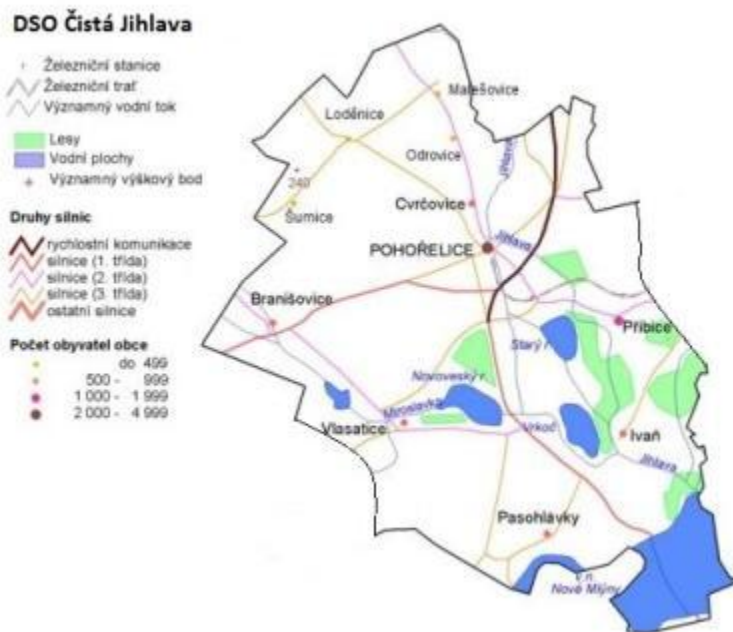 DSO Čistá Jihlava
Železniční stanice
Železniční trať
Významný vodní tok
Lesy
Vodní plochy
Významný výškový bod
Druhy silnic
rychlostní komunikace
silnice (1. třída)
silnice (2. třída)
silnice (3. třída)
ostatní silnice
Počet obyvatel obce
do 499
500 - 999
1 000 - 1 999
2 000 - 4 999
Malešovice
Loděnice
Odrovice
Jihlava
240
Šumice
Cvrčovice
Jihlava
POHOŘELICE
Branišovice
Přibice
Starý r.
Novoveský r.
Miroslavka
Vlasatice
Vrkoč
Ivaň
Jihlava
Pasohlávky
v.n.
Nové Mlýny